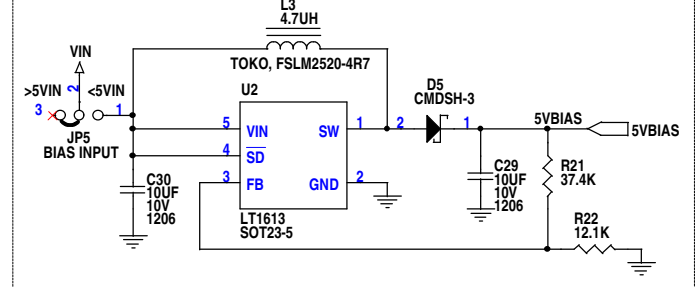 L3
4.7UH
TOKO, FSLM2520-4R7
VIN
>5VIN
2
<5VIN
3
1
JP5
BIAS INPUT
U2
5
VIN
SW
1
4
SD
3
FB
GND
2
LT1613
SOT23-5
C30
10UF
10V
1206
D5
CMDSH-3
2
1
5VBIAS
5VBIAS
C29
10UF
10V
1206
R21
37.4K
R22
12.1K